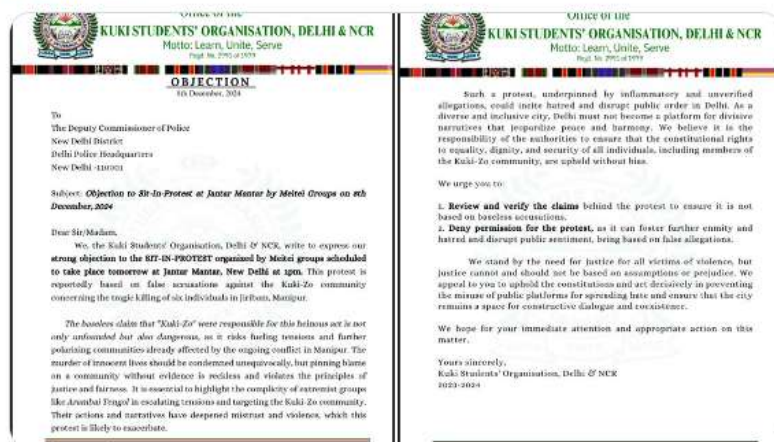 Office of the
KUKI STUDENTS' ORGANISATION, DELHI & NCR
Motto: Learn, Unite, Serve
Regd. No. 2991 of 1979
OBJECTION
8th December, 2024
To
The Deputy Commissioner of Police
New Delhi District
Delhi Police Headquarters
New Delhi -110001
Subject: Objection to Sit-In-Protest at Jantar Mantar by Meitei Groups on 8th
December, 2024
Dear Sir/Madam,
We, the Kuki Students' Organisation, Delhi & NCR, write to express our
strong objection to the SIT-IN-PROTEST organized by Meitei groups scheduled
to take place tomorrow at Jantar Mantar, New Delhi at 1pm. This protest is
reportedly based on false accusations against the Kuki-Zo community
concerning the tragic killing of six individuals in Jiribam, Manipur.
The baseless claim that "Kuki-Zo" were responsible for this heinous act is not
only unfounded but also dangerous, as it risks fueling tensions and further
polarising communities already affected by the ongoing conflict in Manipur. The
murder of innocent lives should be condemned unequivocally, but pinning blame
on a community without evidence is reckless and violates the principles of
justice and fairness. It is essential to highlight the complicity of extremist groups
like Arambai Tengol in escalating tensions and targeting the Kuki-Zo community.
Their actions and narratives have deepened mistrust and violence, which this
protest is likely to exacerbate.
Office of the
KUKI STUDENTS' ORGANISATION, DELHI & NCR
Motto: Learn, Unite, Serve
Regd. No. 2991 of 1979
Such a protest, underpinned by inflammatory and unverified
allegations, could incite hatred and disrupt public order in Delhi. As a
diverse and inclusive city, Delhi must not become a platform for divisive
narratives that jeopardize peace and harmony. We believe it is the
responsibility of the authorities to ensure that the constitutional rights
to equality, dignity, and security of all individuals, including members of
the Kuki-Zo community, are upheld without bias.
We urge you to:
1. Review and verify the claims behind the protest to ensure it is not
based on baseless accusations.
2. Deny permission for the protest, as it can foster further enmity and
hatred and disrupt public sentiment, being based on false allegations.
We stand by the need for justice for all victims of violence, but
justice cannot and should not be based on assumptions or prejudice. We
appeal to you to uphold the constitutions and act decisively in preventing
the misuse of public platforms for spreading hate and ensure that the city
remains a space for constructive dialogue and coexistence.
We hope for your immediate attention and appropriate action on this
matter.
Yours sincerely,
Kuki Students' Organisation, Delhi & NCR
2023-2024